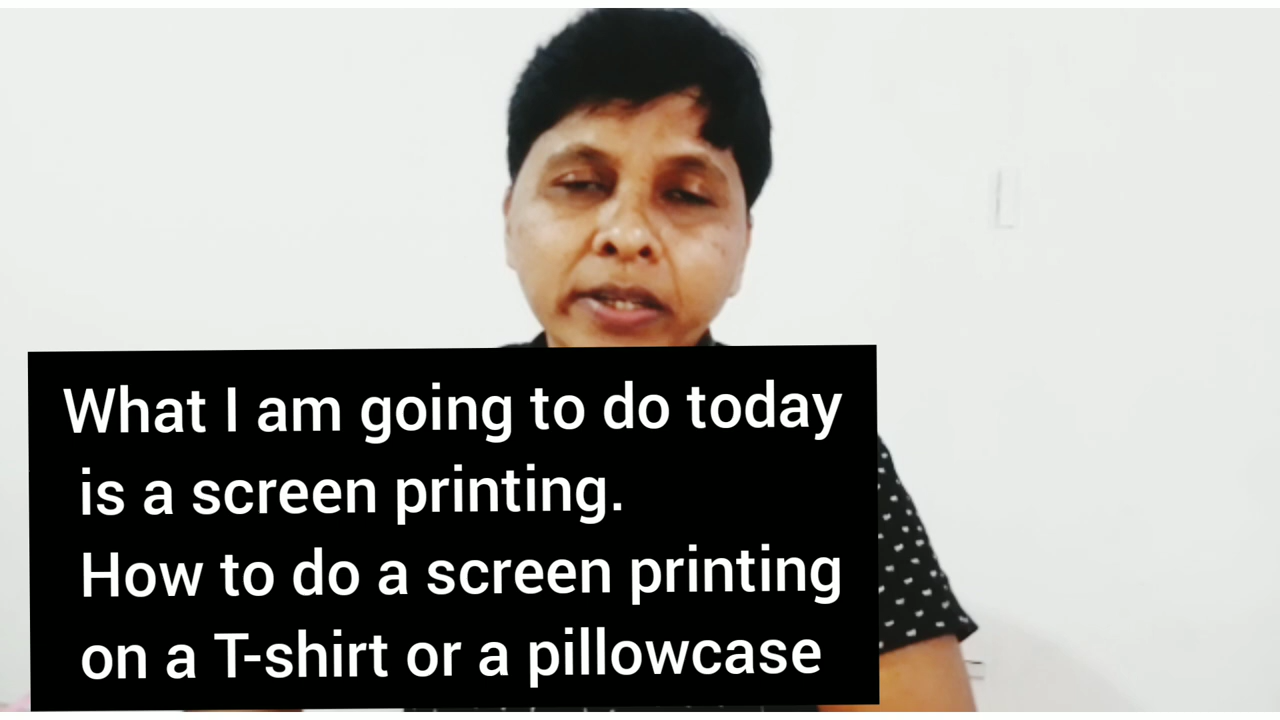 What I am going to do today
is a screen printing.
How to do a screen printing
on a T-shirt or a pillowcase